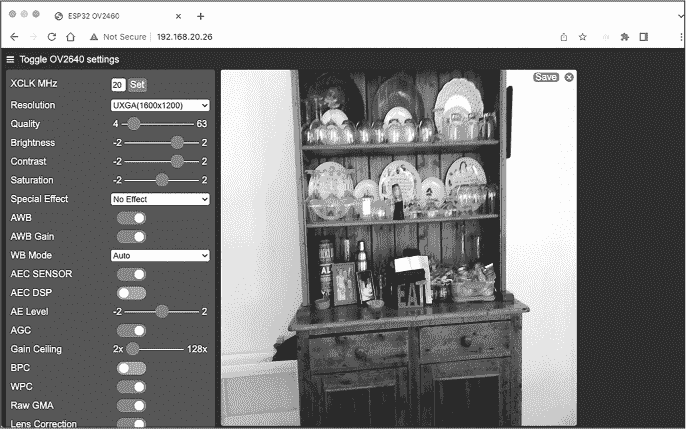 ESP32 OV2460
Not Secure | 192.168.20.26
Toggle OV2640 settings
XCLK MHz 20 Set
Save
Resolution UXGA(1600x1200)
Quality 4 63
Brightness -2 2
Contrast -2 2
Saturation -2 2
Special Effect No Effect
AWB
AWB Gain
WB Mode Auto
AEC SENSOR
AEC DSP
AE Level -2 2
AGC
Gain Ceiling 2x 128x
BPC
WPC
Raw GMA
Lens Correction
EAT